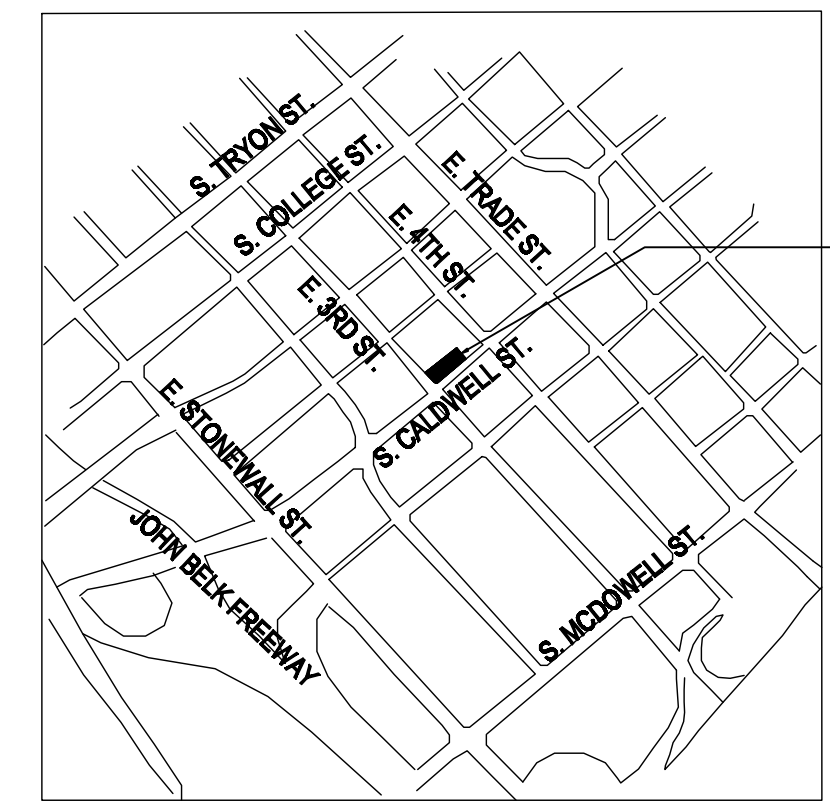 S. TRYON ST.
S. COLLEGE ST.
E. TRADE ST.
E. 4TH ST.
E. 3RD ST.
S. CALDWELL ST.
E. STONEWALL ST.
JOHN BELK FREEWAY
S. MCDOWELL ST.